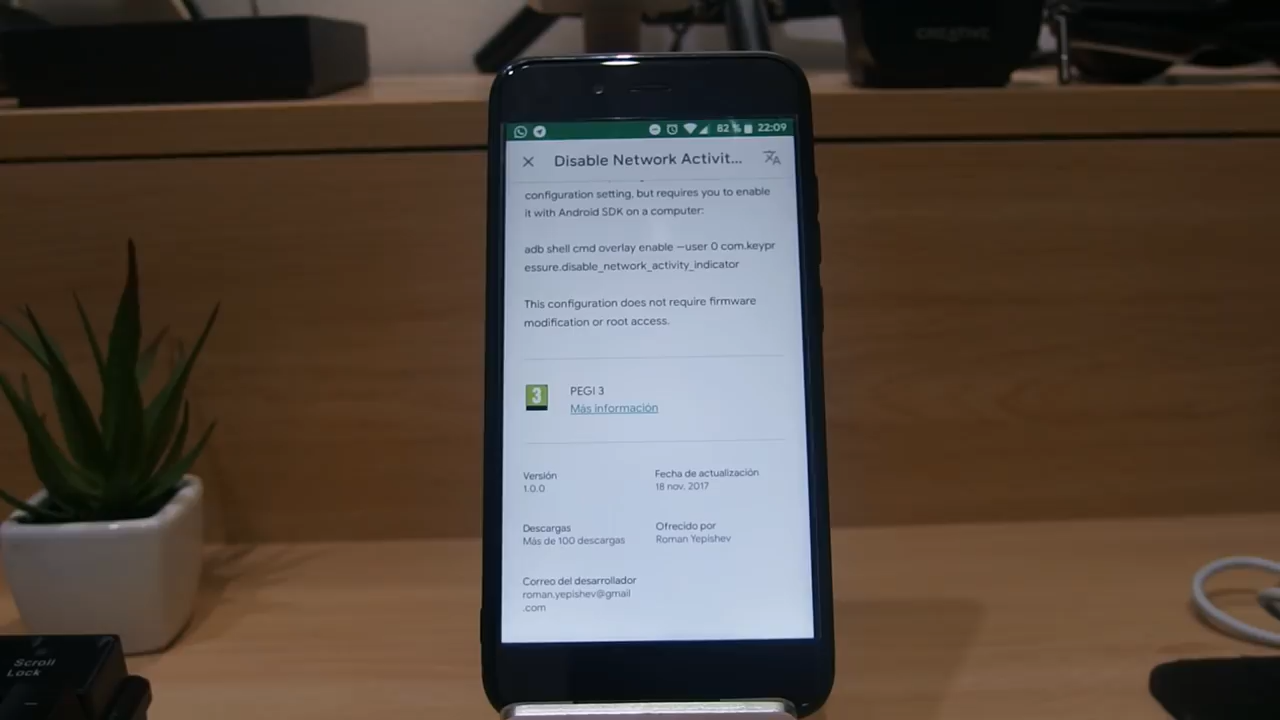 CREATIVE
82 % 22:09
Disable Network Activit...
configuration setting, but requires you to enable
it with Android SDK on a computer:
adb shell cmd overlay enable —user 0 com.keypr
essure.disable_network_activity_indicator
This configuration does not require firmware
modification or root access.
3
PEGI 3
Más información
Versión
1.0.0
Fecha de actualización
18 nov. 2017
Descargas
Más de 100 descargas
Ofrecido por
Roman Yepishev
Correo del desarrollador
roman.yepishev@gmail
.com
Scroll
Lock